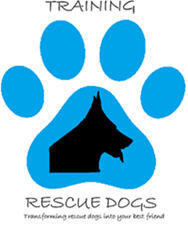 TRAINING
RESCUE DOGS
Transforming rescue dogs into your best friend